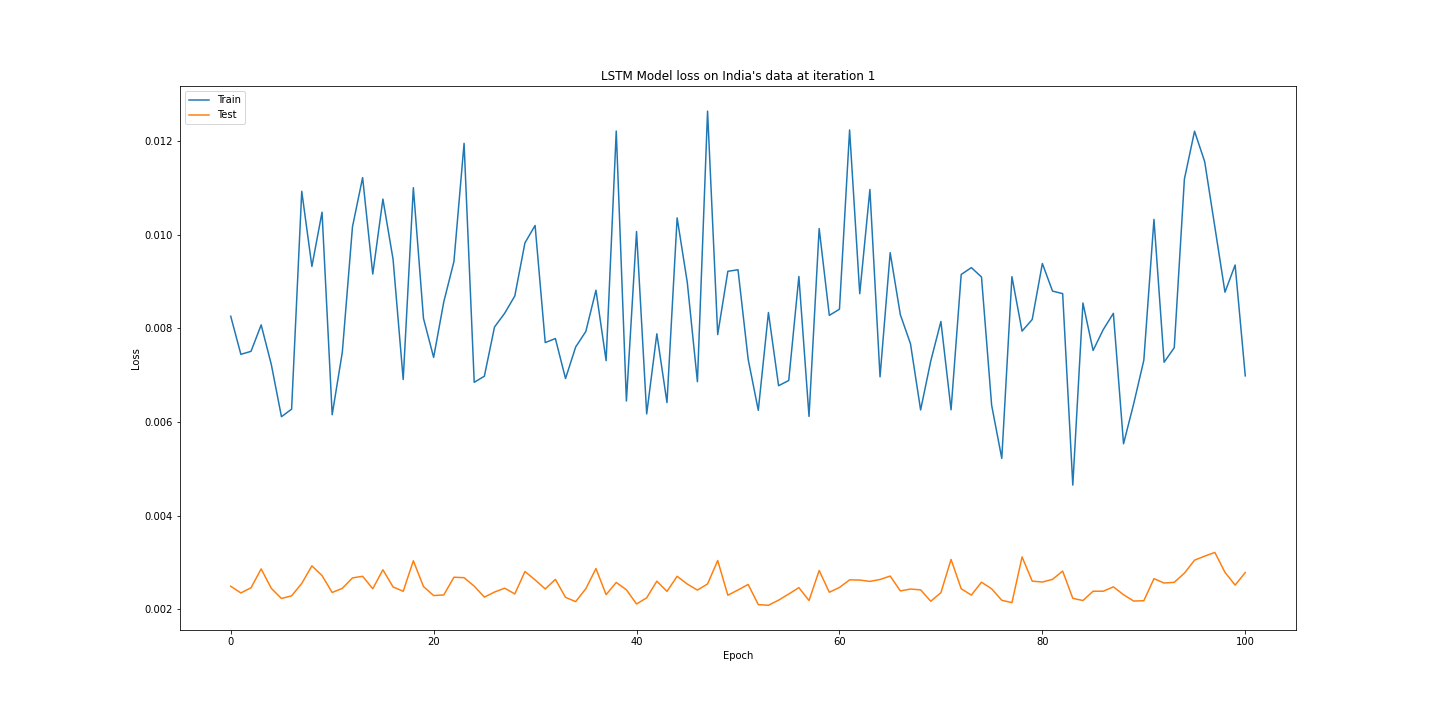 LSTM Model loss on India's data at iteration 1
Train
Test
0.012
0.010
0.008
0.006
0.004
0.002
Loss
0 20 40 60 80 100
Epoch